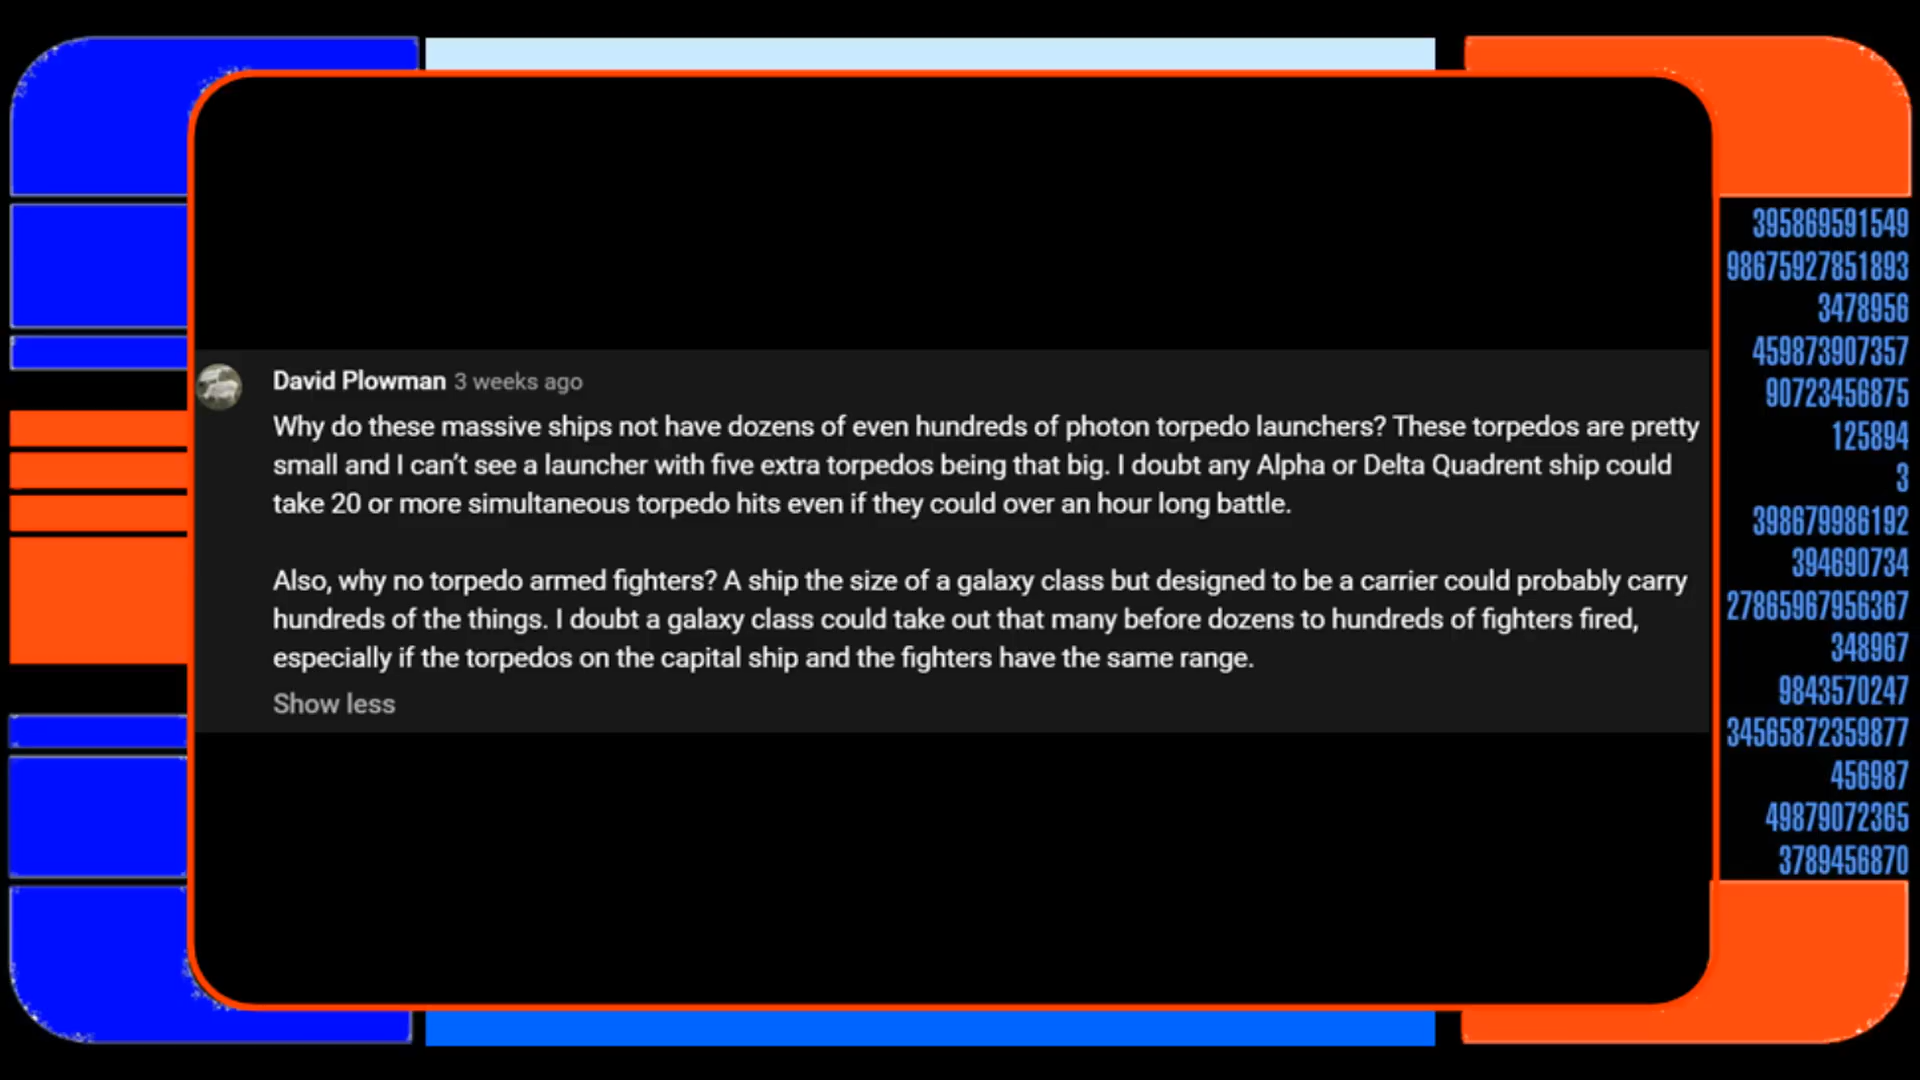 David Plowman 3 weeks ago
Why do these massive ships not have dozens of even hundreds of photon torpedo launchers? These torpedos are pretty
small and I can't see a launcher with five extra torpedos being that big. I doubt any Alpha or Delta Quadrent ship could
take 20 or more simultaneous torpedo hits even if they could over an hour long battle.
Also, why no torpedo armed fighters? A ship the size of a galaxy class but designed to be a carrier could probably carry
hundreds of the things. I doubt a galaxy class could take out that many before dozens to hundreds of fighters fired,
especially if the torpedos on the capital ship and the fighters have the same range.
Show less
395869591549
98675927851893
3478956
459873907357
90723456875
125894
3
398679986192
394690734
27865967956367
348967
9843570247
34565872359877
456987
49879072365
3789456870